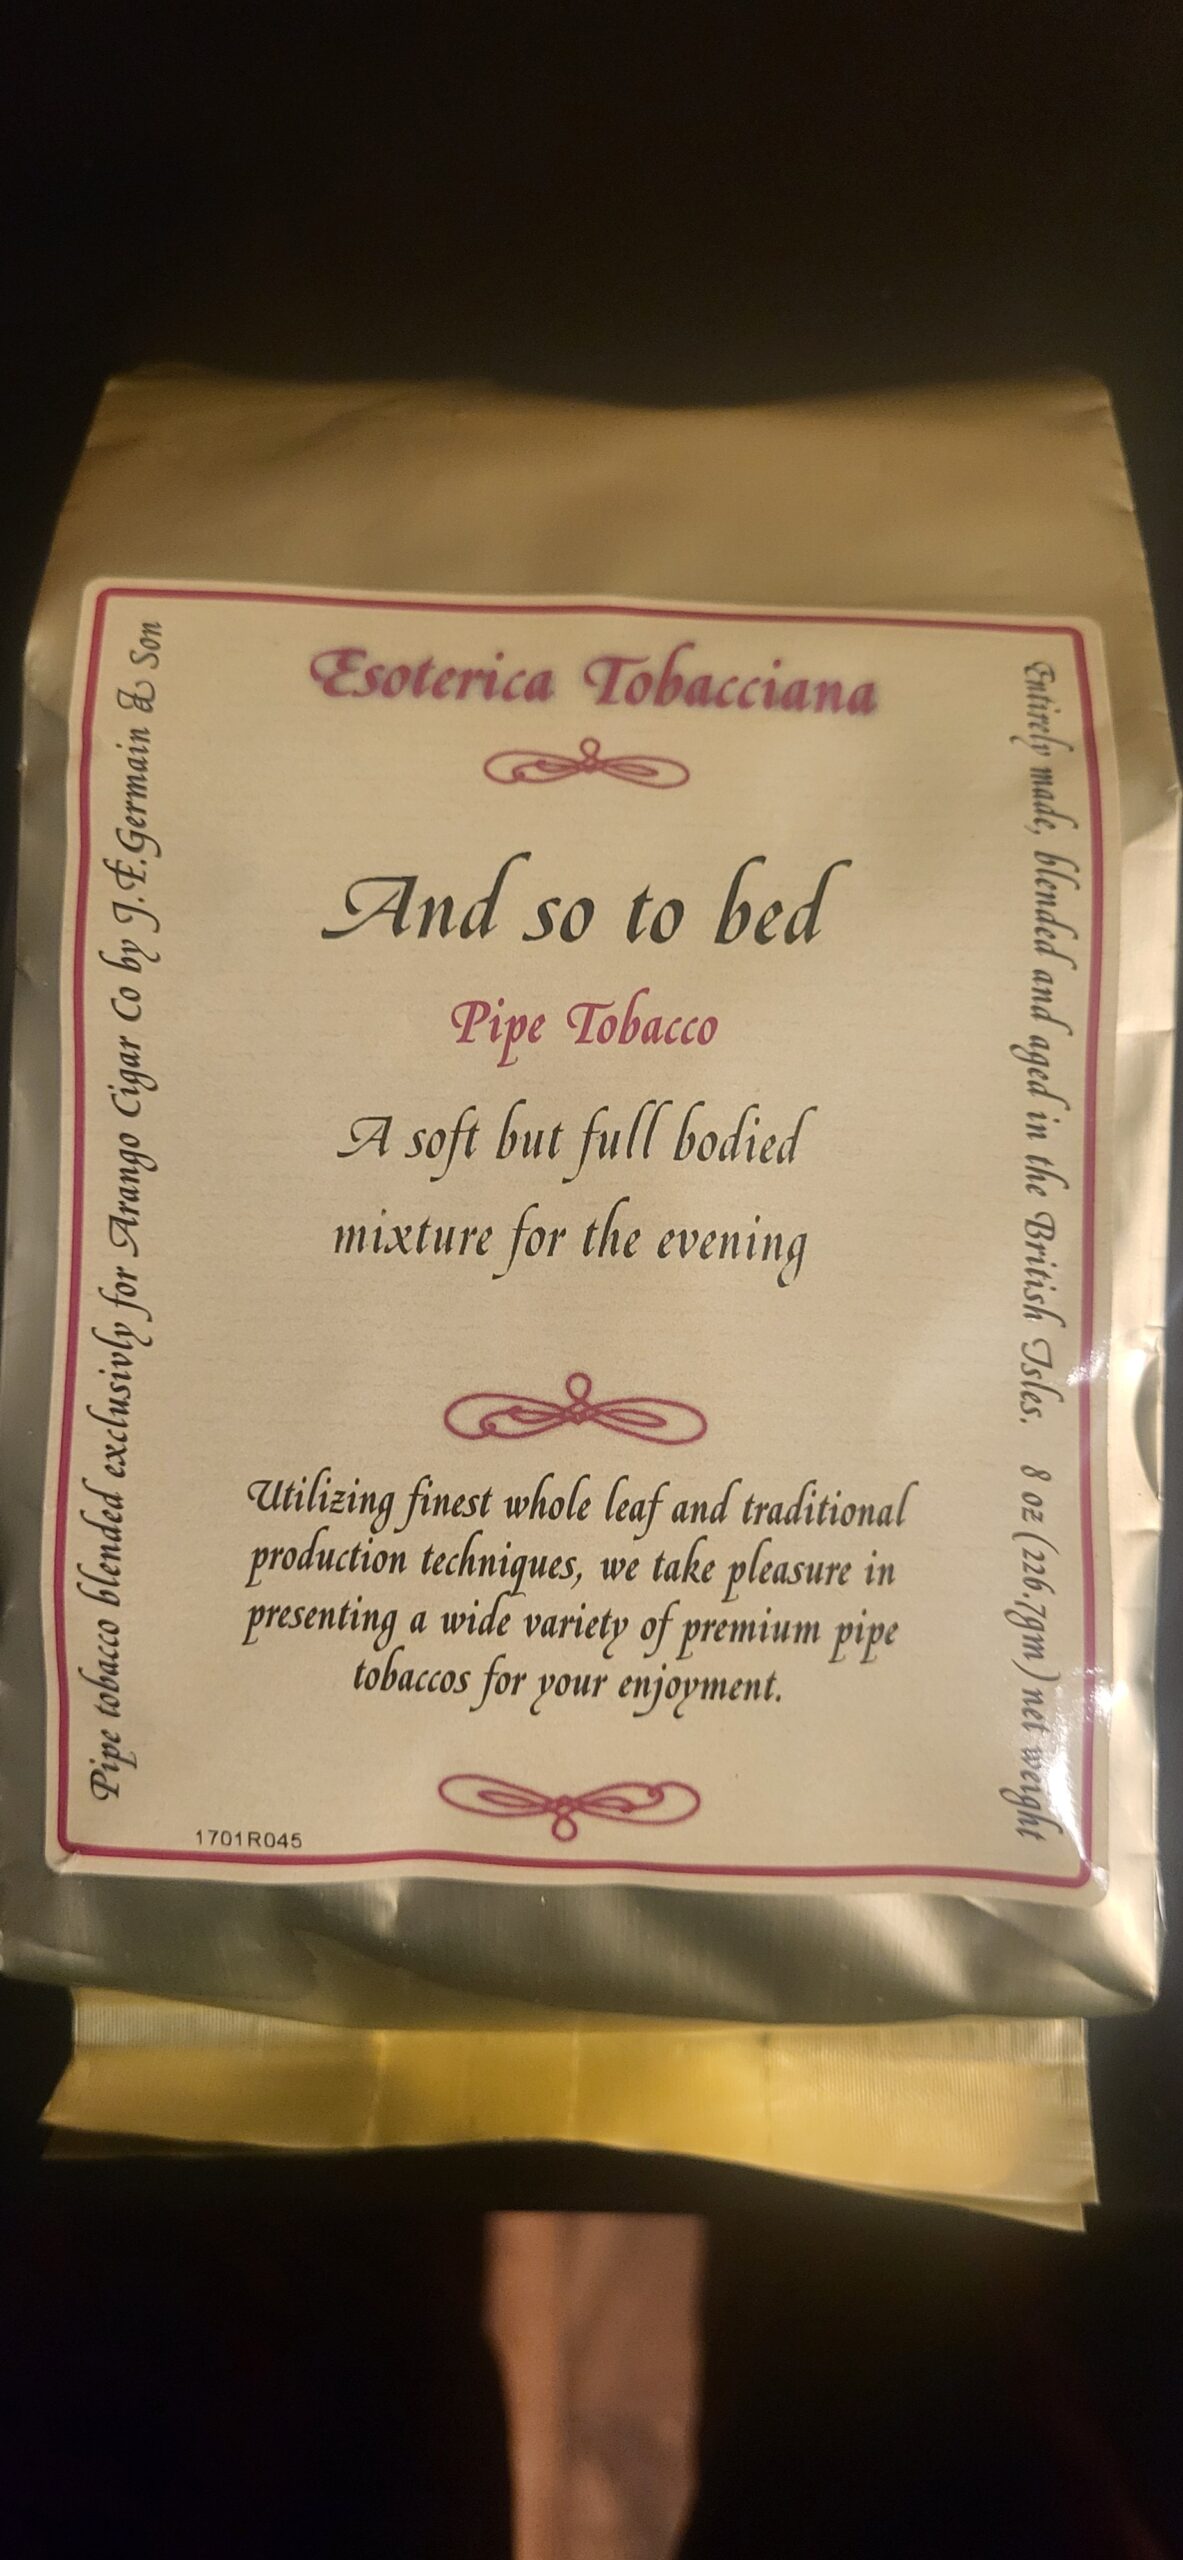 Esoterica Tobacciana
And so to bed
Pipe Tobacco
A soft but full bodied
mixture for the evening
Utilizing finest whole leaf and traditional
production techniques, we take pleasure in
presenting a wide variety of premium pipe
tobaccos for your enjoyment.
1701R045
Pipe tobacco blended exclusivly for Arango Cigar Co by J.E.Germain & Son
Entirely made, blended and aged in the British Isles. 8 oz (226.7gm) net weight